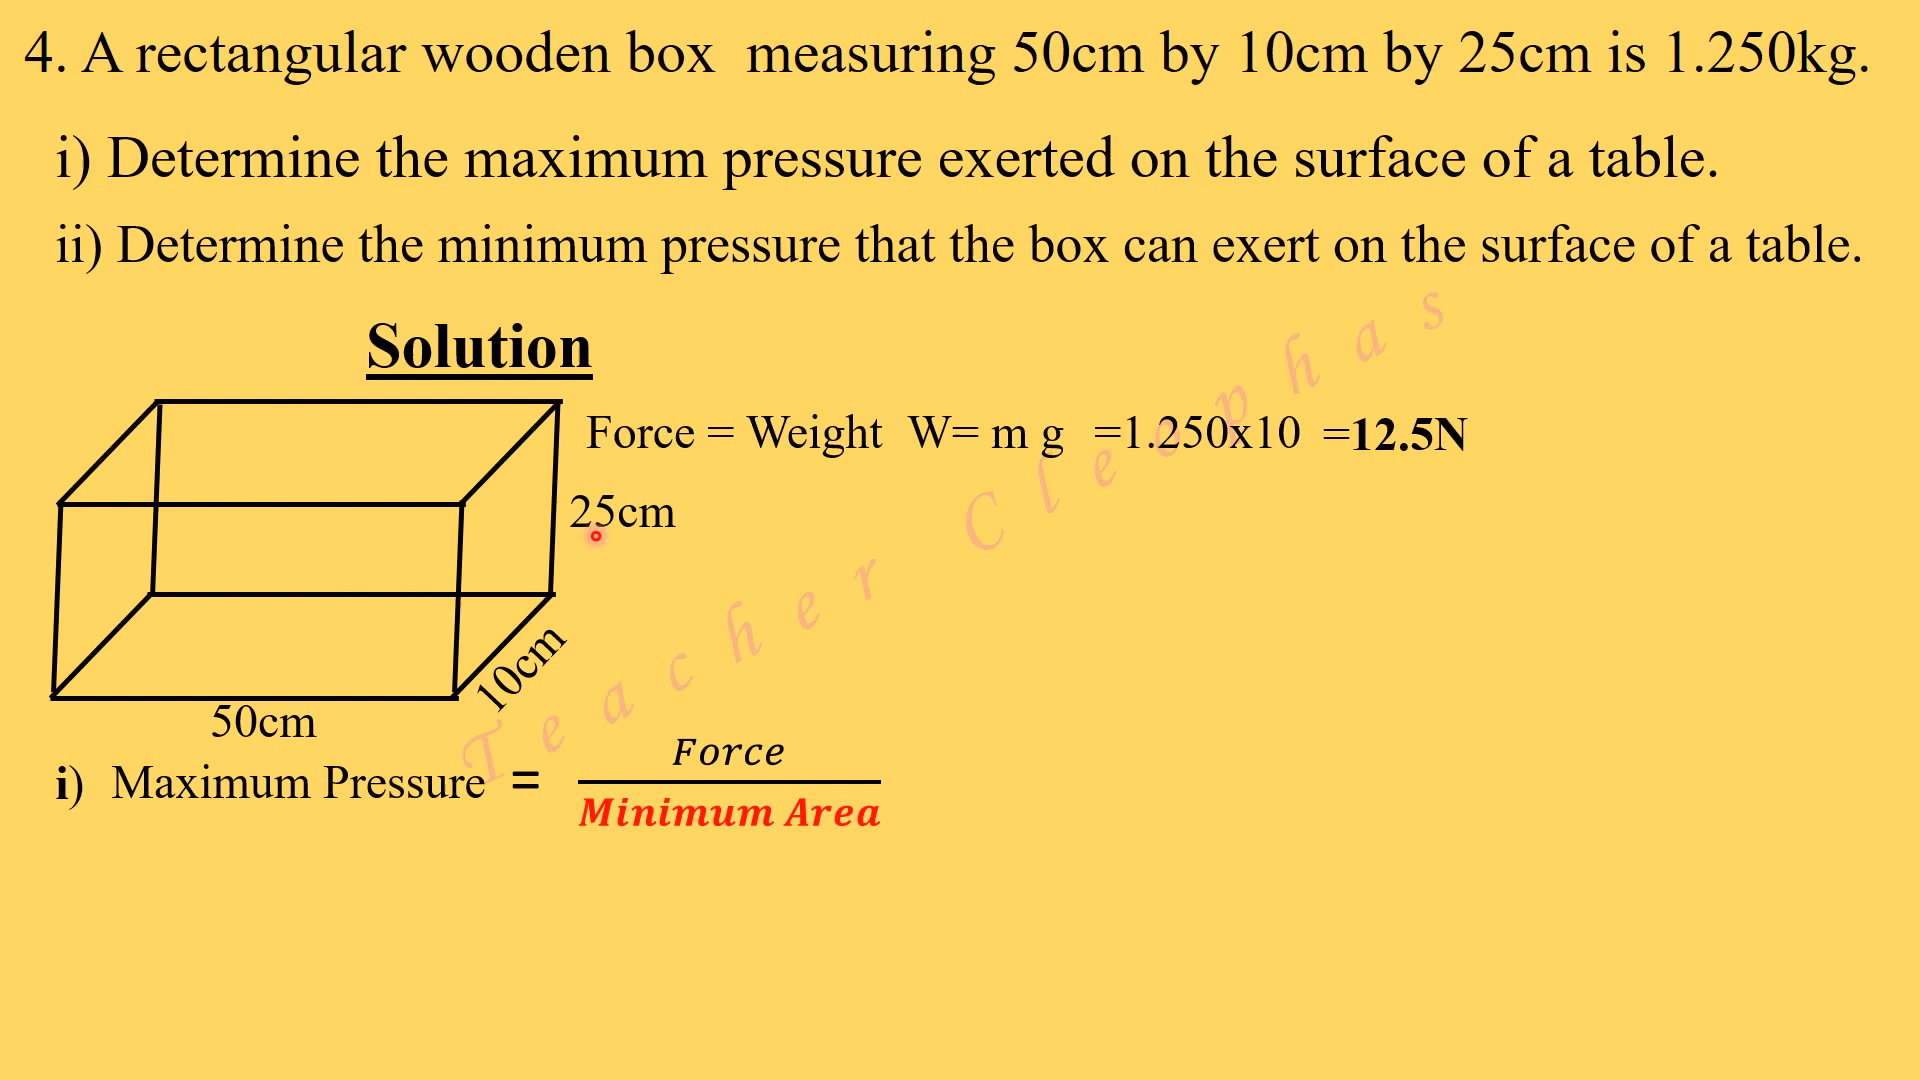 4. A rectangular wooden box measuring 50cm by 10cm by 25cm is 1.250kg.
i) Determine the maximum pressure exerted on the surface of a table.
ii) Determine the minimum pressure that the box can exert on the surface of a table.
Solution
Force = Weight W= m g =1.250x10 =12.5N
25cm
10cm
50cm
i) Maximum Pressure = Force
Minimum Area
Teacher Cleophas